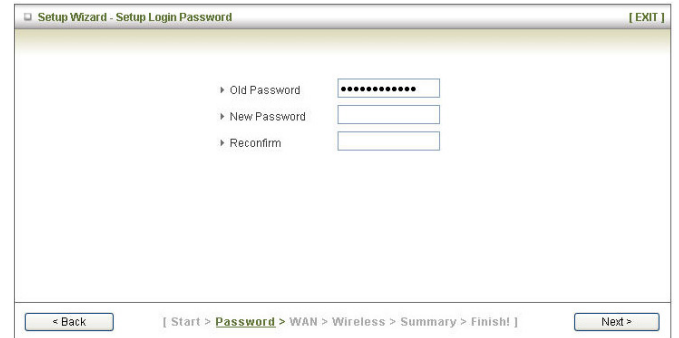 Setup Wizard - Setup Login Password [ EXIT ]
Old Password ••••••••••••
New Password
Reconfirm
< Back [ Start > Password > WAN > Wireless > Summary > Finish! ] Next >